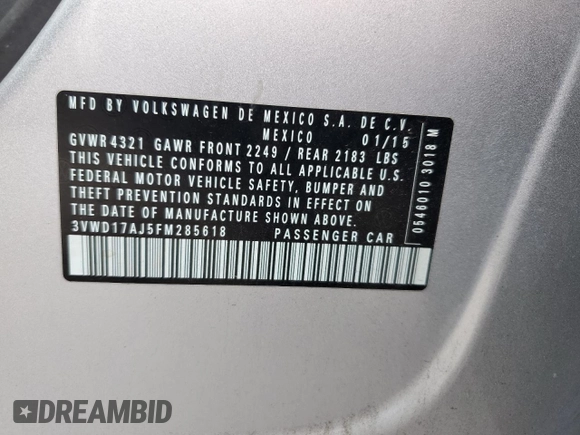 MFD BY VOLKSWAGEN DE MEXICO S.A. DE C.V.
MEXICO 01/15
GVWR 4321 GAWR FRONT 2249 / REAR 2183 LBS
THIS VEHICLE CONFORMS TO ALL APPLICABLE U.S.
FEDERAL MOTOR VEHICLE SAFETY, BUMPER AND
THEFT PREVENTION STANDARDS IN EFFECT ON
THE DATE OF MANUFACTURE SHOWN ABOVE.
3VWD17AJ5FM285618 PASSENGER CAR
0546010 3018 M
DREAMBID